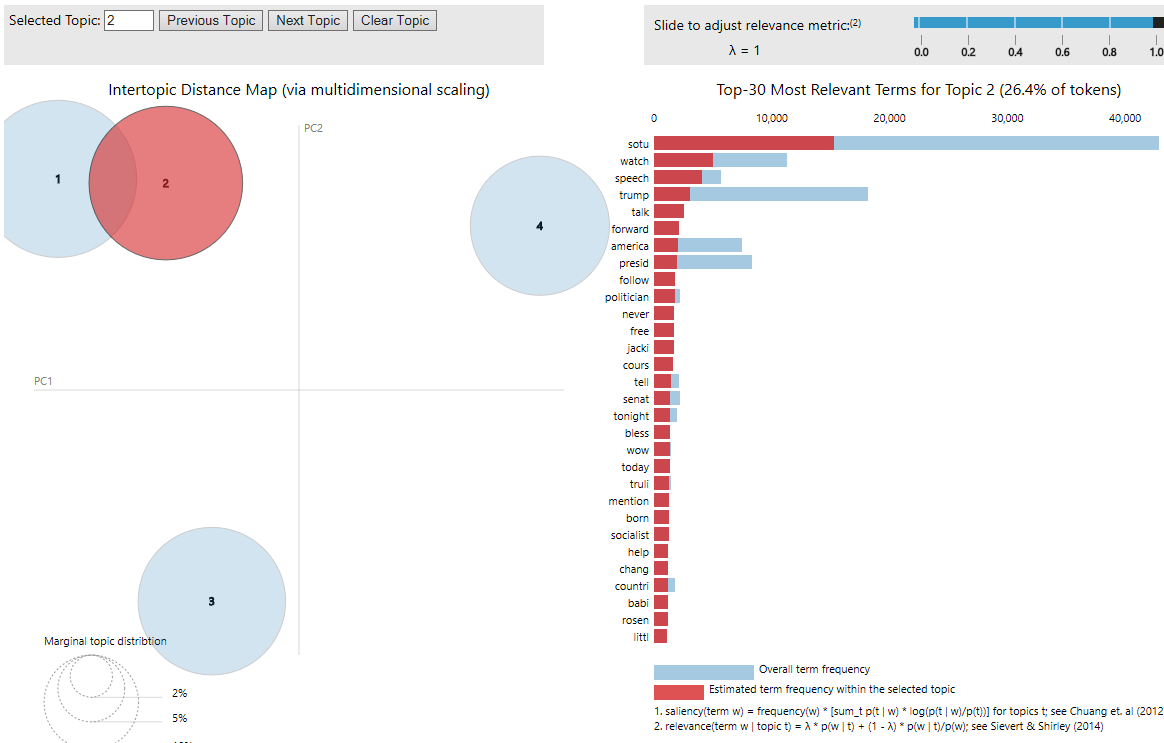 Selected Topic: 2 Previous Topic Next Topic Clear Topic
Slide to adjust relevance metric:(2)
λ = 1
0.0 0.2 0.4 0.6 0.8 1.0
Intertopic Distance Map (via multidimensional scaling)
PC2
PC1
1
2
4
3
Marginal topic distribtion
2%
5%
Top-30 Most Relevant Terms for Topic 2 (26.4% of tokens)
0 10,000 20,000 30,000 40,000
sotu
watch
speech
trump
talk
forward
america
presid
follow
politician
never
free
jacki
cours
tell
senat
tonight
bless
wow
today
truli
mention
born
socialist
help
chang
countri
babi
rosen
littl
Overall term frequency
Estimated term frequency within the selected topic
1. saliency(term w) = frequency(w) * [sum_t p(t | w) * log(p(t | w)/p(t))] for topics t; see Chuang et. al (2012
2. relevance(term w | topic t) = λ * p(w | t) + (1 - λ) * p(w | t)/p(w); see Sievert & Shirley (2014)